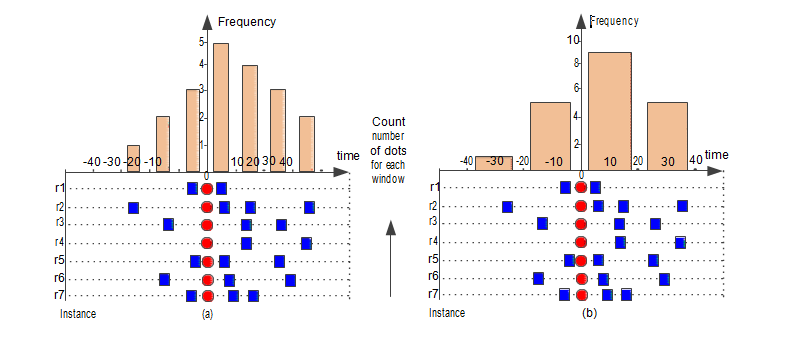 Frequency
5
4
3
2
1
-40 -30 -20 -10 10 20 30 40 time
0
r1
r2
r3
r4
r5
r6
r7
Instance (a)
Count
number
of dots
for each
window
Frequency
10
8
6
4
2
-40 -30 -20 -10 10 20 30 40 time
0
r1
r2
r3
r4
r5
r6
r7
Instance (b)